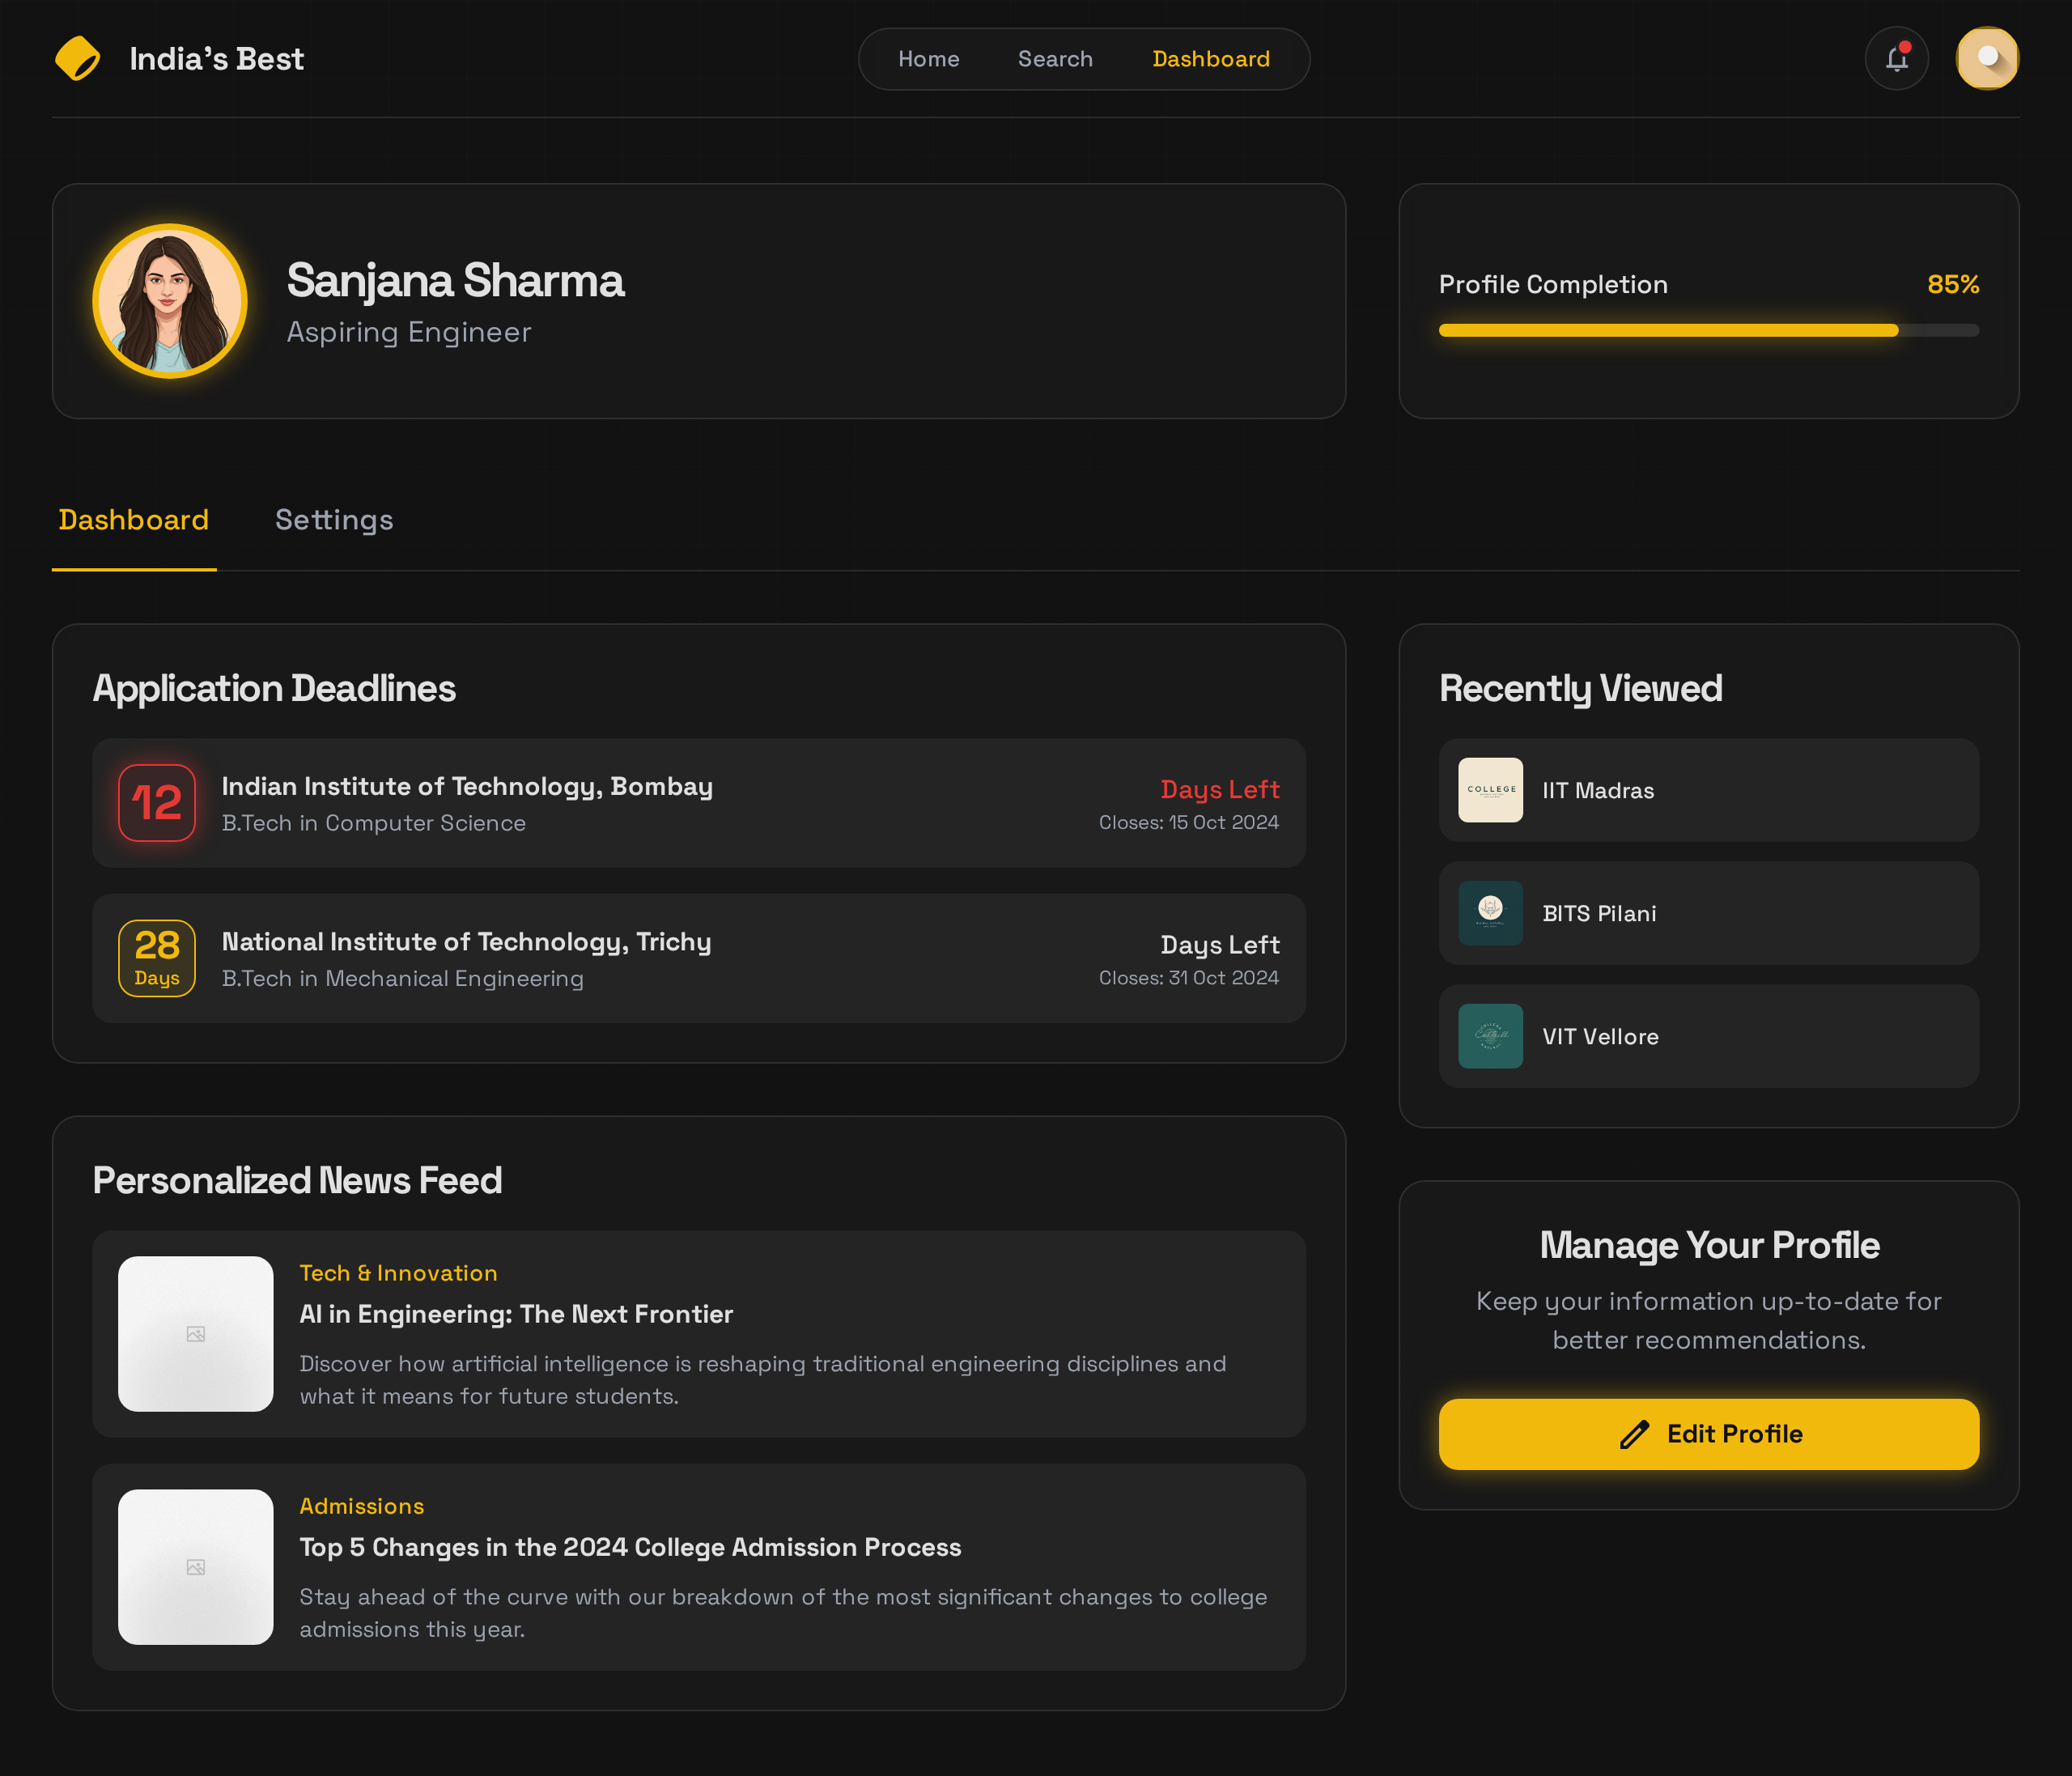 India's Best
Home
Search
Dashboard
Sanjana Sharma
Aspiring Engineer
Profile Completion
85%
Dashboard
Settings
Application Deadlines
12
Indian Institute of Technology, Bombay
B.Tech in Computer Science
Days Left
Closes: 15 Oct 2024
28
Days
National Institute of Technology, Trichy
B.Tech in Mechanical Engineering
Days Left
Closes: 31 Oct 2024
Personalized News Feed
Tech & Innovation
AI in Engineering: The Next Frontier
Discover how artificial intelligence is reshaping traditional engineering disciplines and
what it means for future students.
Admissions
Top 5 Changes in the 2024 College Admission Process
Stay ahead of the curve with our breakdown of the most significant changes to college
admissions this year.
Recently Viewed
COLLEGE
IIT Madras
BITS Pilani
VIT Vellore
Manage Your Profile
Keep your information up-to-date for
better recommendations.
Edit Profile